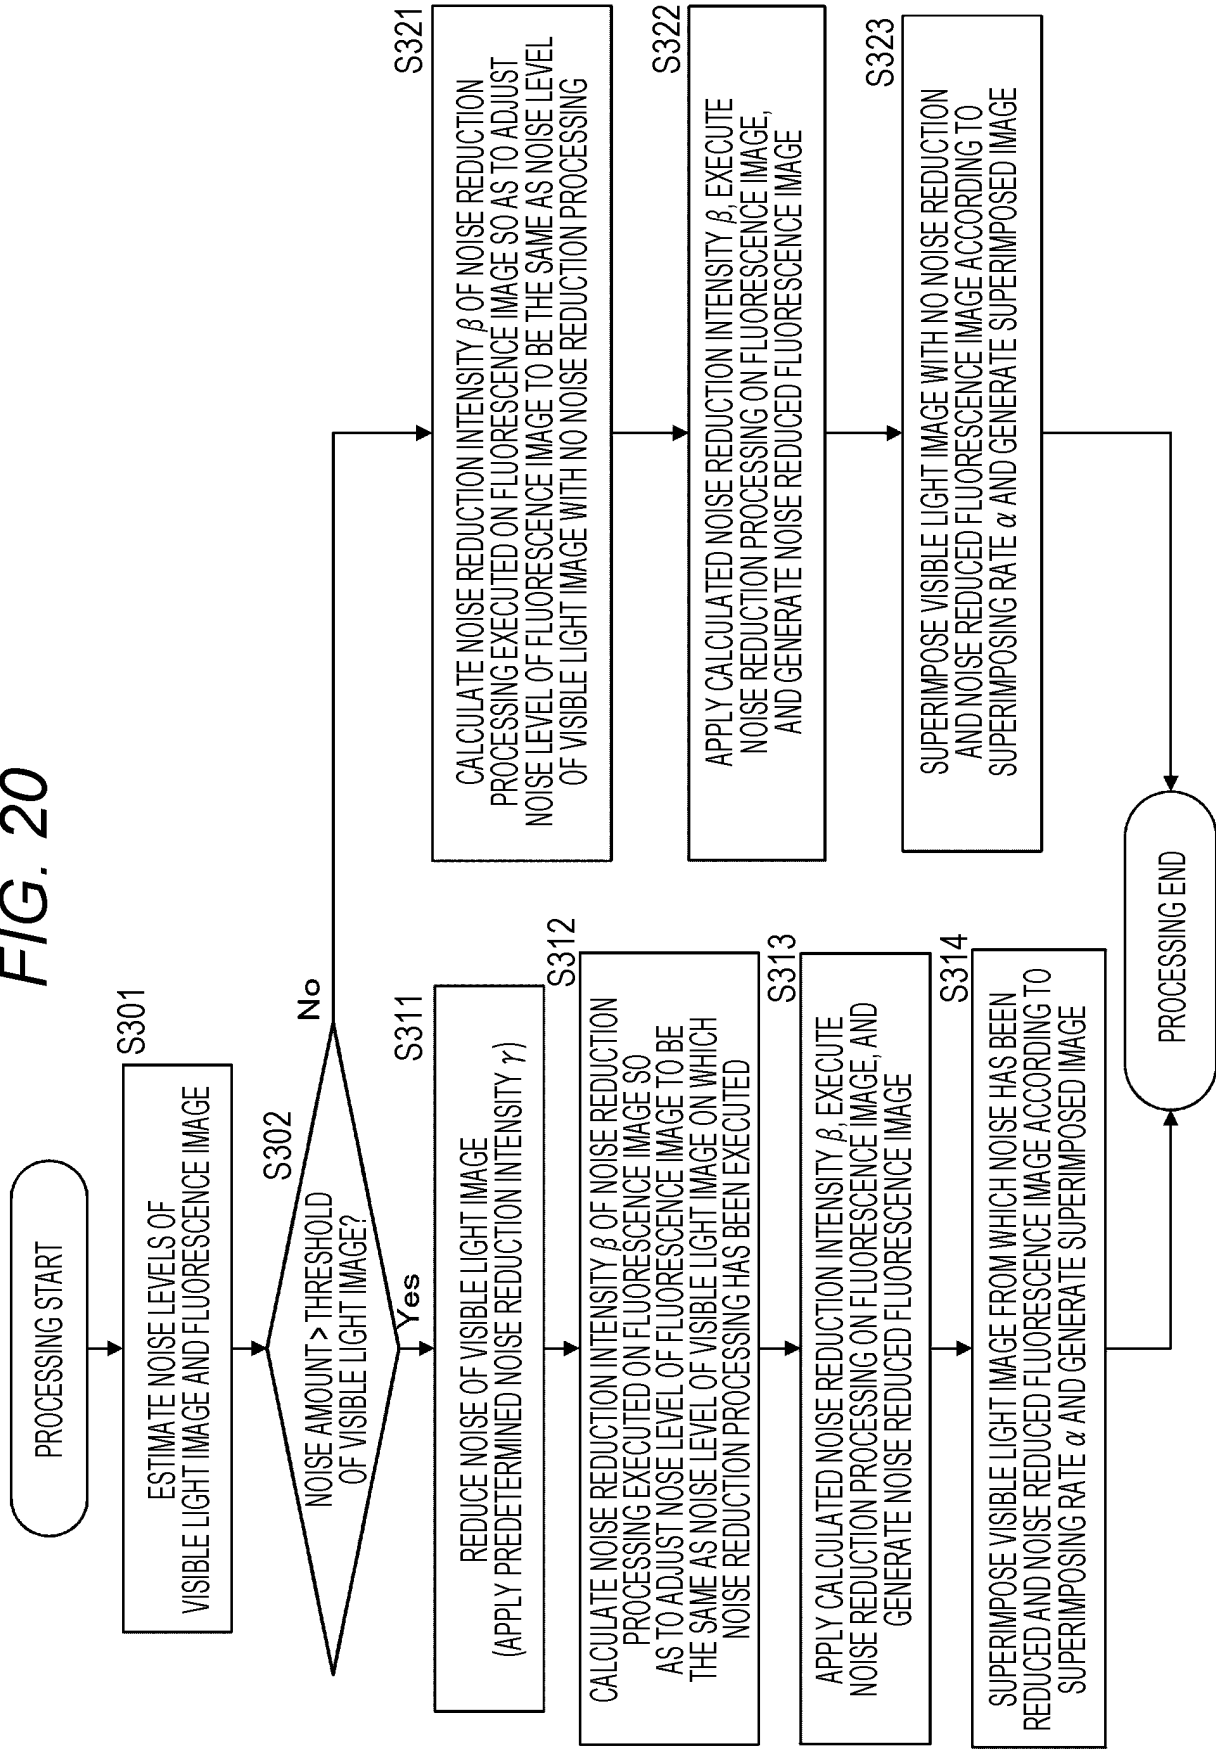 FIG. 20
PROCESSING START
S301
ESTIMATE NOISE LEVELS OF
VISIBLE LIGHT IMAGE AND FLUORESCENCE IMAGE
S302
NOISE AMOUNT > THRESHOLD
OF VISIBLE LIGHT IMAGE?
No
Yes
S311
REDUCE NOISE OF VISIBLE LIGHT IMAGE
(APPLY PREDETERMINED NOISE REDUCTION INTENSITY γ)
S312
CALCULATE NOISE REDUCTION INTENSITY β OF NOISE REDUCTION
PROCESSING EXECUTED ON FLUORESCENCE IMAGE SO
AS TO ADJUST NOSE LEVEL OF FLUORESCENCE IMAGE TO BE
THE SAME AS NOISE LEVEL OF VISIBLE LIGHT IMAGE ON WHICH
NOISE REDUCTION PROCESSING HAS BEEN EXECUTED
S313
APPLY CALCULATED NOISE REDUCTION INTENSITY β, EXECUTE
NOISE REDUCTION PROCESSING ON FLUORESCENCE IMAGE, AND
GENERATE NOISE REDUCED FLUORESCENCE IMAGE
S314
SUPERIMPOSE VISIBLE LIGHT IMAGE FROM WHICH NOISE HAS BEEN
REDUCED AND NOISE REDUCED FLUORESCENCE IMAGE ACCORDING TO
SUPERIMPOSING RATE α AND GENERATE SUPERIMPOSED IMAGE
S321
CALCULATE NOISE REDUCTION INTENSITY β OF NOISE REDUCTION
PROCESSING EXECUTED ON FLUORESCENCE IMAGE SO AS TO ADJUST
NOISE LEVEL OF FLUORESCENCE IMAGE TO BE THE SAME AS NOISE LEVEL
OF VISIBLE LIGHT IMAGE WITH NO NOISE REDUCTION PROCESSING
S322
APPLY CALCULATED NOISE REDUCTION INTENSITY β, EXECUTE
NOISE REDUCTION PROCESSING ON FLUORESCENCE IMAGE,
AND GENERATE NOISE REDUCED FLUORESCENCE IMAGE
S323
SUPERIMPOSE VISIBLE LIGHT IMAGE WITH NO NOISE REDUCTION
AND NOISE REDUCED FLUORESCENCE IMAGE ACCORDING TO
SUPERIMPOSING RATE α AND GENERATE SUPERIMPOSED IMAGE
PROCESSING END